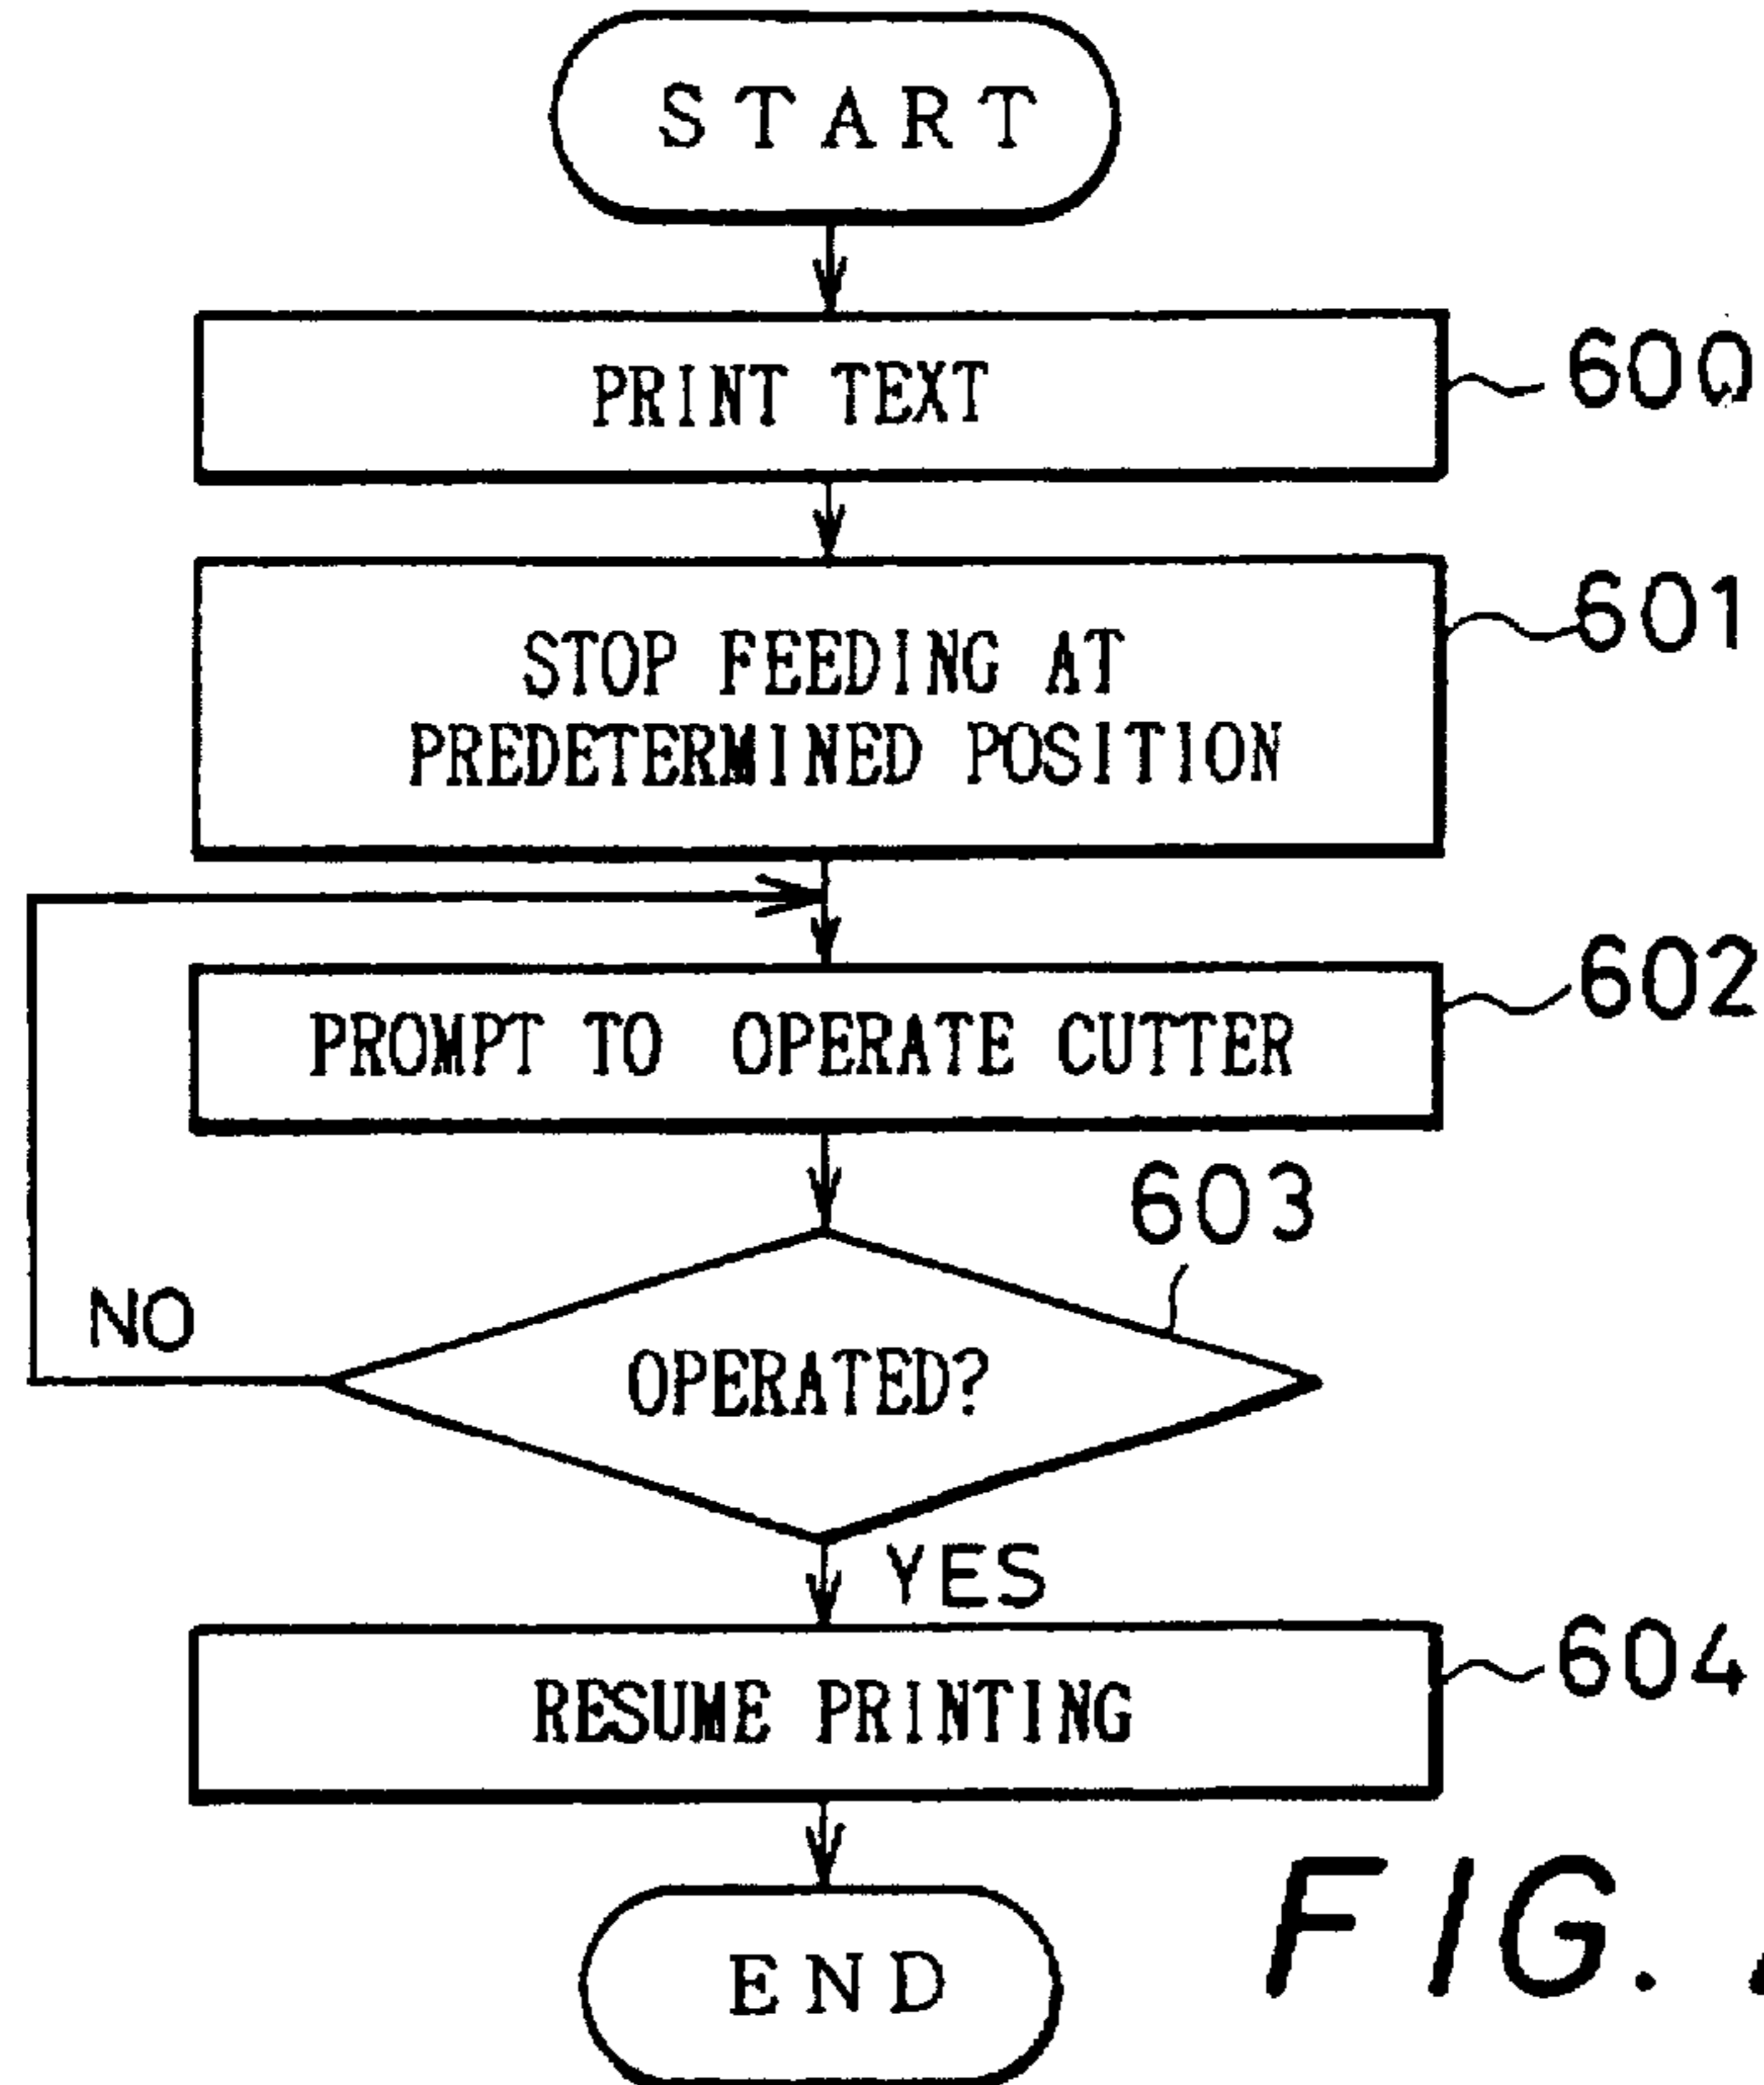 START
PRINT TEXT
600
STOP FEEDING AT
PREDETERMINED POSITION
601
PROMPT TO OPERATE CUTTER
602
603
NO
OPERATED?
YES
RESUME PRINTING
604
END
FIG.